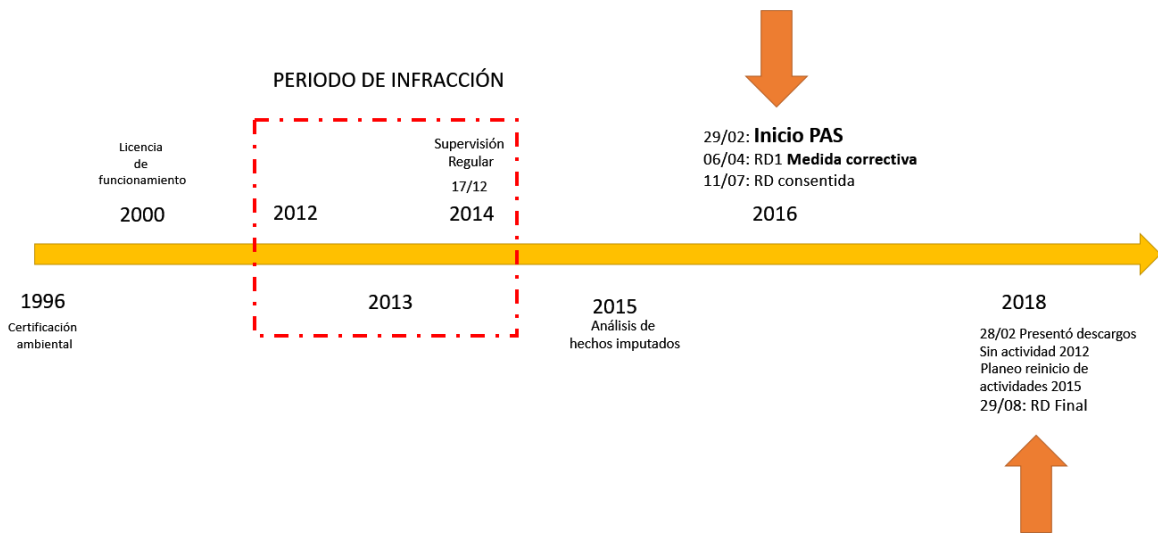 PERIODO DE INFRACCIÓN
Licencia
de
funcionamiento
2000
2012
Supervisión
Regular
17/12
2014
29/02: Inicio PAS
06/04: RD1 Medida correctiva
11/07: RD consentida
2016
1996
Certificación
ambiental
2013
2015
Análisis de
hechos imputados
2018
28/02 Presentó descargos
Sin actividad 2012
Planeo reinicio de
actividades 2015
29/08: RD Final